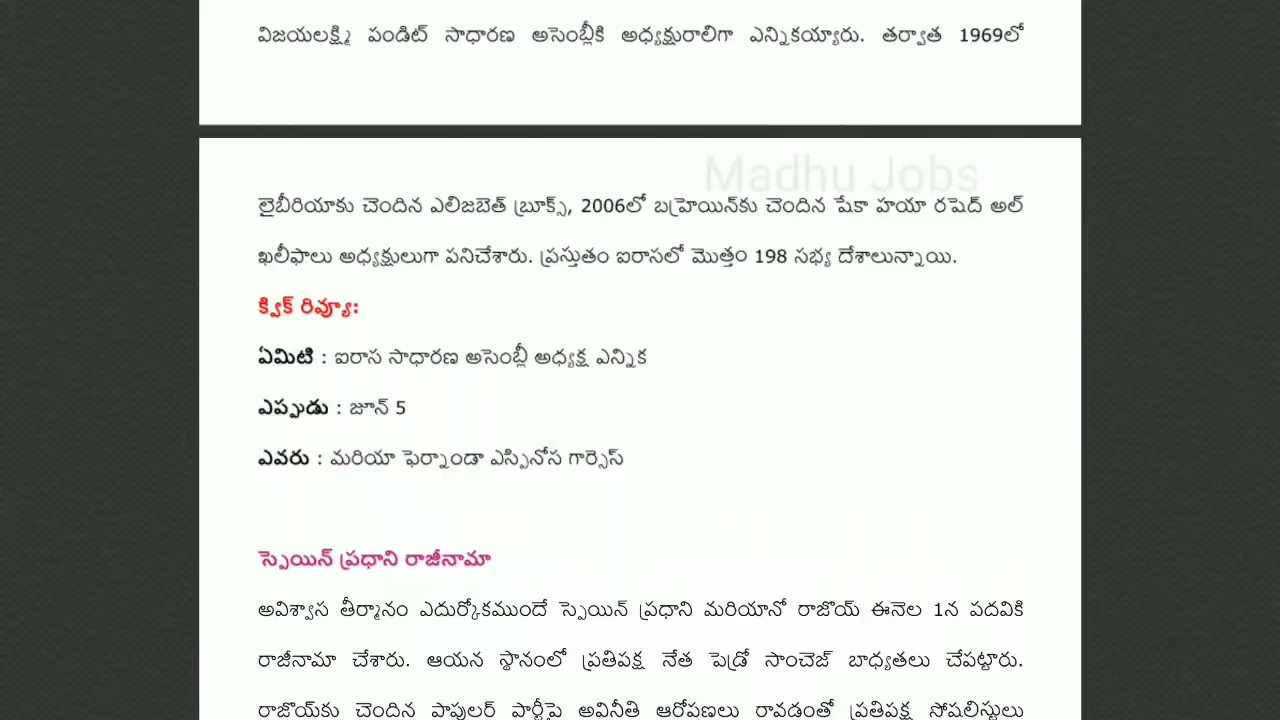 విజయలక్ష్మి పండిట్ సాధారణ అసెంబ్లీకి అధ్యక్షురాలిగా ఎన్నికయ్యారు. తర్వాత 1969లో
Madhu Jobs
లైబీరియాకు చెందిన ఎలిజబెత్ బ్రూక్స్, 2006లో బహ్రెయిన్‌కు చెందిన షేకా హయా రషెద్ అల్
ఖలీఫాలు అధ్యక్షులుగా పనిచేశారు. ప్రస్తుతం ఐరాసలో మొత్తం 198 సభ్య దేశాలున్నాయి.
క్విక్ రివ్యూ:
ఏమిటి : ఐరాస సాధారణ అసెంబ్లీ అధ్యక్ష ఎన్నిక
ఎప్పుడు : జూన్ 5
ఎవరు : మరియా ఫెర్నాండా ఎస్పినోస గార్సెస్
స్పెయిన్ ప్రధాని రాజీనామా
అవిశ్వాస తీర్మానం ఎదుర్కోకముందే స్పెయిన్ ప్రధాని మరియానో రాజొయ్ ఈనెల 1న పదవికి
రాజీనామా చేశారు. ఆయన స్థానంలో ప్రతిపక్ష నేత పెడ్రో సాంచెజ్ బాధ్యతలు చేపట్టారు.
రాజొయ్‌కు చెందిన పాపులర్ పార్టీపై అవినీతి ఆరోపణలు రావడంతో ప్రతిపక్ష సోషలిస్టులు